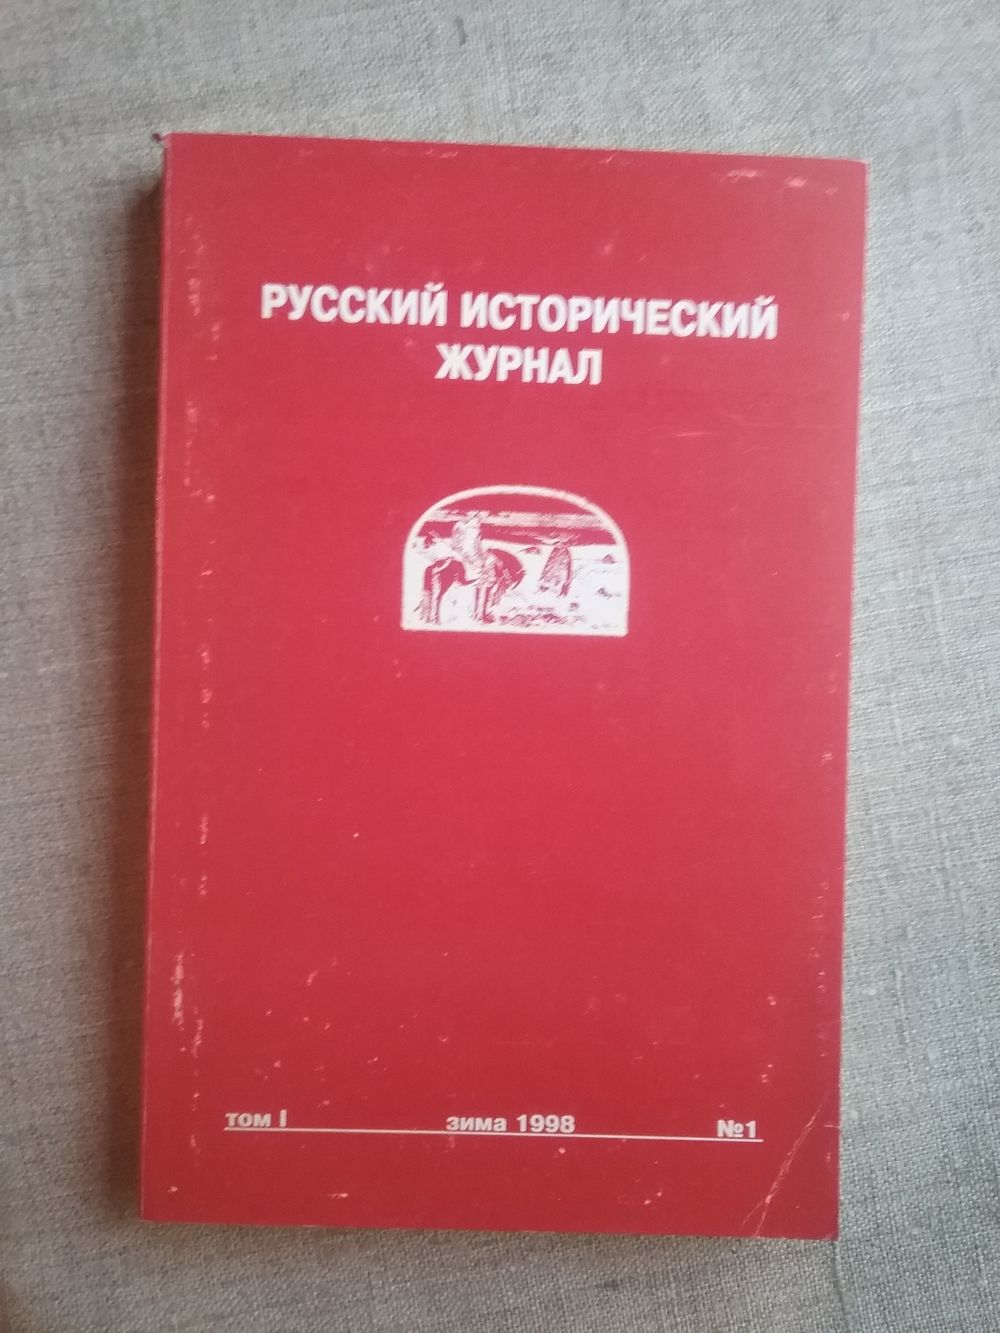 РУССКИЙ ИСТОРИЧЕСКИЙ
ЖУРНАЛ
том I зима 1998 №1